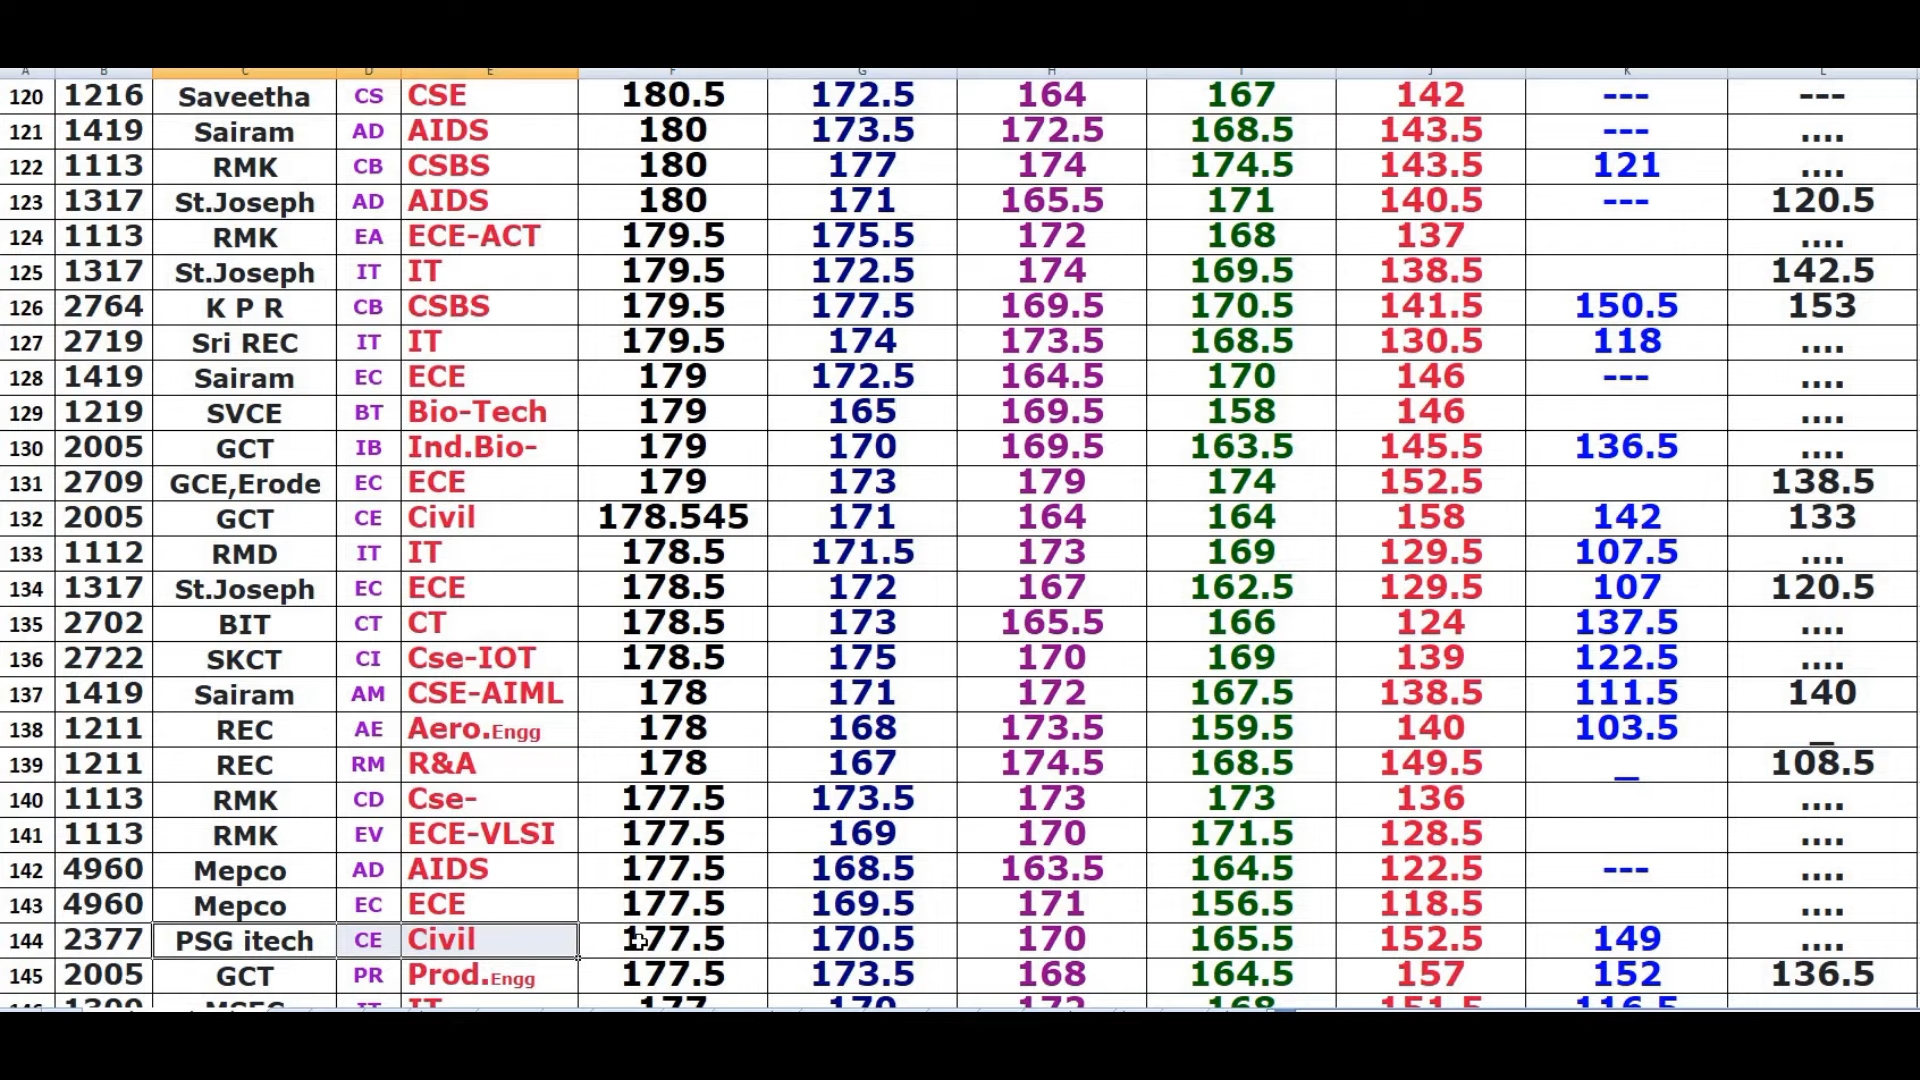 A B C D E F G H I J K L
120 1216 Saveetha CS CSE 180.5 172.5 164 167 142 --- ---
121 1419 Sairam AD AIDS 180 173.5 172.5 168.5 143.5 --- ....
122 1113 RMK CB CSBS 180 177 174 174.5 143.5 121 ....
123 1317 St.Joseph AD AIDS 180 171 165.5 171 140.5 --- 120.5
124 1113 RMK EA ECE-ACT 179.5 175.5 172 168 137 ....
125 1317 St.Joseph IT IT 179.5 172.5 174 169.5 138.5 142.5
126 2764 K P R CB CSBS 179.5 177.5 169.5 170.5 141.5 150.5 153
127 2719 Sri REC IT IT 179.5 174 173.5 168.5 130.5 118 ....
128 1419 Sairam EC ECE 179 172.5 164.5 170 146 --- ....
129 1219 SVCE BT Bio-Tech 179 165 169.5 158 146 ....
130 2005 GCT IB Ind.Bio- 179 170 169.5 163.5 145.5 136.5 ....
131 2709 GCE,Erode EC ECE 179 173 179 174 152.5 138.5
132 2005 GCT CE Civil 178.545 171 164 164 158 142 133
133 1112 RMD IT IT 178.5 171.5 173 169 129.5 107.5 ....
134 1317 St.Joseph EC ECE 178.5 172 167 162.5 129.5 107 120.5
135 2702 BIT CT CT 178.5 173 165.5 166 124 137.5 ....
136 2722 SKCT CI Cse-IOT 178.5 175 170 169 139 122.5 ....
137 1419 Sairam AM CSE-AIML 178 171 172 167.5 138.5 111.5 140
138 1211 REC AE Aero.Engg 178 168 173.5 159.5 140 103.5 _
139 1211 REC RM R&A 178 167 174.5 168.5 149.5 _ 108.5
140 1113 RMK CD Cse- 177.5 173.5 173 173 136 ....
141 1113 RMK EV ECE-VLSI 177.5 169 170 171.5 128.5 ....
142 4960 Mepco AD AIDS 177.5 168.5 163.5 164.5 122.5 --- ....
143 4960 Mepco EC ECE 177.5 169.5 171 156.5 118.5 ....
144 2377 PSG itech CE Civil 177.5 170.5 170 165.5 152.5 149 ....
145 2005 GCT PR Prod.Engg 177.5 173.5 168 164.5 157 152 136.5
146 1309 MSEC IT IT 177 170 172 168 151.5 116.5